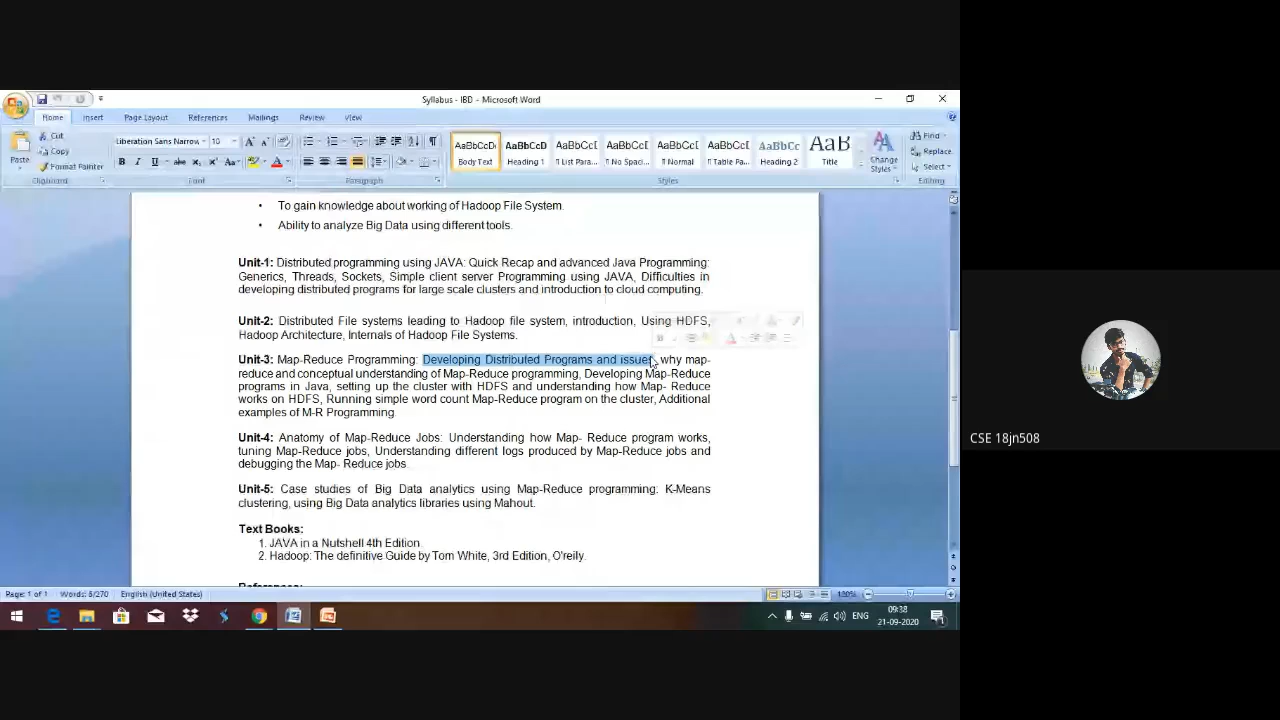 Syllabus - IBD - Microsoft Word
Home Insert Page Layout References Mailings Review View
Paste
Cut
Copy
Format Painter
Clipboard
Liberation Sans Narrow 10
Font
Paragraph
AaBbCcDc AaBbCcD AaBbCcD AaBbCcD AaBbCcD AaBbCcD AaBbCc AaB
Body Text Heading 1 ¶ List Para... ¶ No Spaci... ¶ Normal ¶ Table Pa... Heading 2 Title
Styles
Change Styles
Find
Replace
Select
Editing
• To gain knowledge about working of Hadoop File System.
• Ability to analyze Big Data using different tools.
Unit-1: Distributed programming using JAVA: Quick Recap and advanced Java Programming:
Generics, Threads, Sockets, Simple client server Programming using JAVA, Difficulties in
developing distributed programs for large scale clusters and introduction to cloud computing.
Unit-2: Distributed File systems leading to Hadoop file system, introduction, Using HDFS,
Hadoop Architecture, Internals of Hadoop File Systems.
Unit-3: Map-Reduce Programming: Developing Distributed Programs and issues why map-
reduce and conceptual understanding of Map-Reduce programming, Developing Map-Reduce
programs in Java, setting up the cluster with HDFS and understanding how Map- Reduce
works on HDFS, Running simple word count Map-Reduce program on the cluster, Additional
examples of M-R Programming.
Unit-4: Anatomy of Map-Reduce Jobs: Understanding how Map- Reduce program works,
tuning Map-Reduce jobs, Understanding different logs produced by Map-Reduce jobs and
debugging the Map- Reduce jobs.
Unit-5: Case studies of Big Data analytics using Map-Reduce programming: K-Means
clustering, using Big Data analytics libraries using Mahout.
Text Books:
1. JAVA in a Nutshell 4th Edition.
2. Hadoop: The definitive Guide by Tom White, 3rd Edition, O'reily.
References:
Page: 1 of 1 Words: 6/270 English (United States) 130%
ENG
09:38
21-09-2020
CSE 18jn508